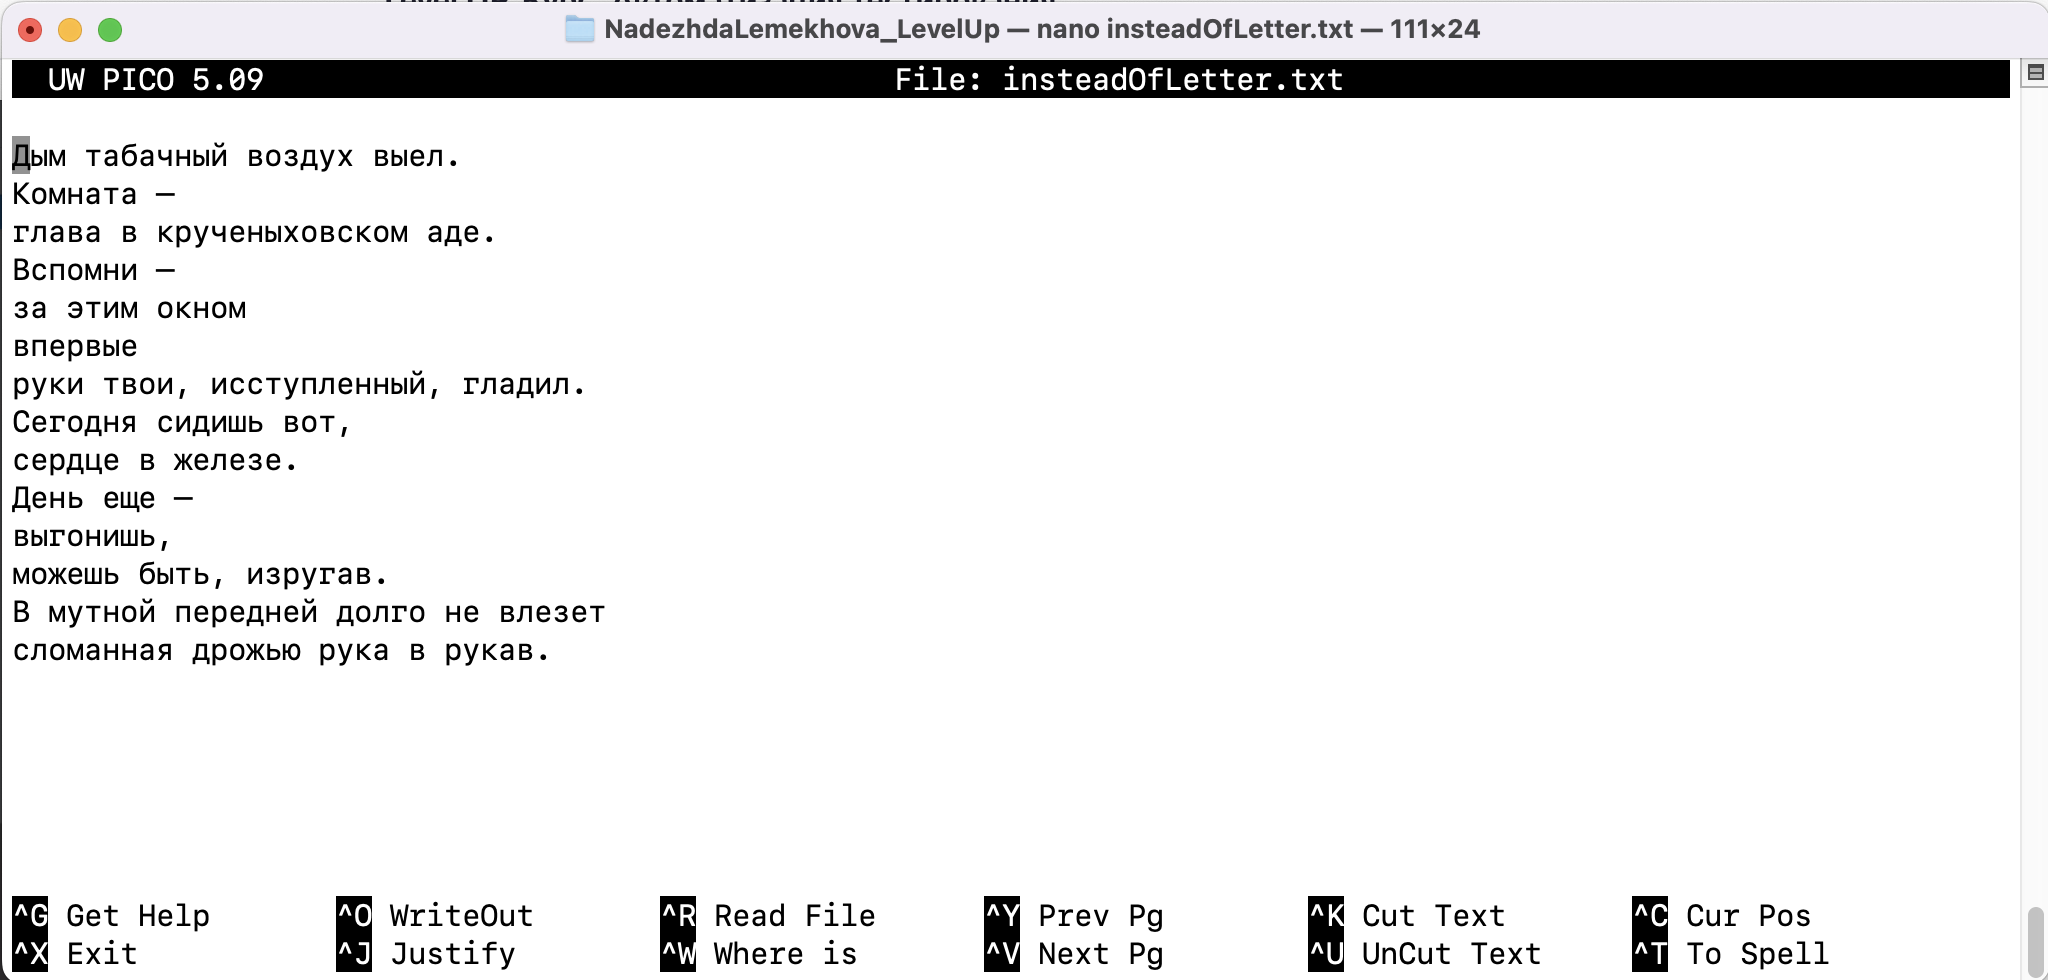 NadezhdaLemekhova_LevelUp — nano insteadOfLetter.txt — 111×24
UW PICO 5.09 File: insteadOfLetter.txt
Дым табачный воздух выел.
Комната —
глава в крученыховском аде.
Вспомни —
за этим окном
впервые
руки твои, исступленный, гладил.
Сегодня сидишь вот,
сердце в железе.
День еще —
выгонишь,
можешь быть, изругав.
В мутной передней долго не влезет
сломанная дрожью рука в рукав.
^G Get Help ^O WriteOut ^R Read File ^Y Prev Pg ^K Cut Text ^C Cur Pos
^X Exit ^J Justify ^W Where is ^V Next Pg ^U UnCut Text ^T To Spell